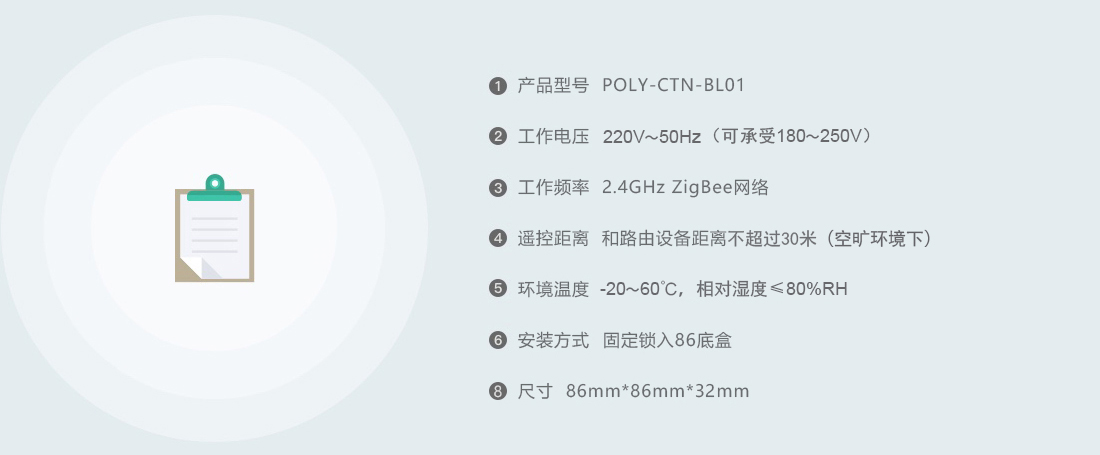 ❶ 产品型号 POLY-CTN-BL01
❷ 工作电压 220V~50Hz（可承受180~250V）
❸ 工作频率 2.4GHz ZigBee网络
❹ 遥控距离 和路由设备距离不超过30米（空旷环境下）
❺ 环境温度 -20~60℃，相对湿度≤80%RH
❻ 安装方式 固定锁入86底盒
❽ 尺寸 86mm*86mm*32mm